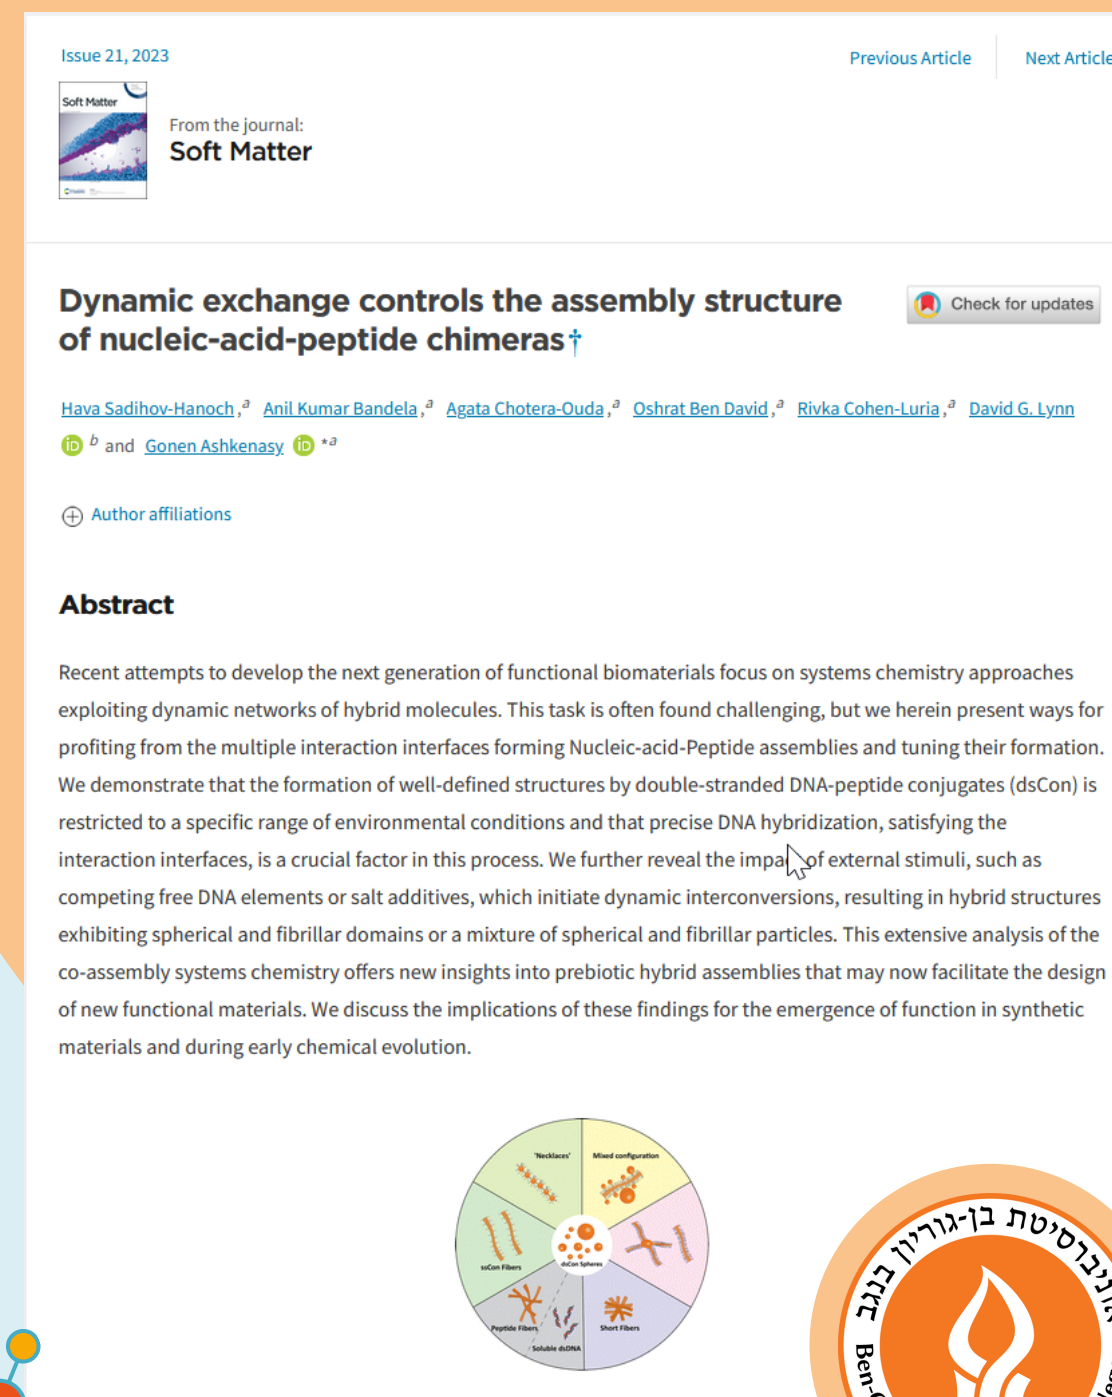 Issue 21, 2023
Previous Article
Next Article
Soft Matter
From the journal:
Soft Matter
Dynamic exchange controls the assembly structure
of nucleic-acid-peptide chimeras†
Check for updates
Hava Sadihov-Hanoch,a Anil Kumar Bandela,a Agata Chotera-Ouda,a Oshrat Ben David,a Rivka Cohen-Luria,a David G. Lynn
iD b and Gonen Ashkenasy iD *a
Author affiliations
Abstract
Recent attempts to develop the next generation of functional biomaterials focus on systems chemistry approaches
exploiting dynamic networks of hybrid molecules. This task is often found challenging, but we herein present ways for
profiting from the multiple interaction interfaces forming Nucleic-acid-Peptide assemblies and tuning their formation.
We demonstrate that the formation of well-defined structures by double-stranded DNA-peptide conjugates (dsCon) is
restricted to a specific range of environmental conditions and that precise DNA hybridization, satisfying the
interaction interfaces, is a crucial factor in this process. We further reveal the impact of external stimuli, such as
competing free DNA elements or salt additives, which initiate dynamic interconversions, resulting in hybrid structures
exhibiting spherical and fibrillar domains or a mixture of spherical and fibrillar particles. This extensive analysis of the
co-assembly systems chemistry offers new insights into prebiotic hybrid assemblies that may now facilitate the design
of new functional materials. We discuss the implications of these findings for the emergence of function in synthetic
materials and during early chemical evolution.
'Necklaces'
Mixed configuration
ssCon Fibers
dsCon Spheres
Peptide Fibers
Short Fibers
Soluble dsDNA
אוניברסיטת בן-גוריון בנגב